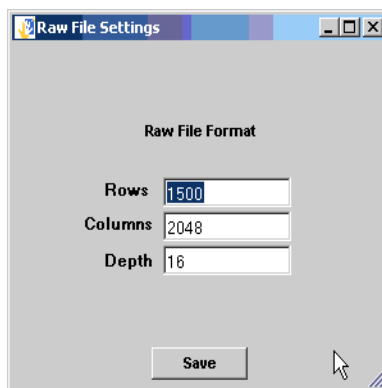 Raw File Settings
Raw File Format
Rows 1500
Columns 2048
Depth 16
Save